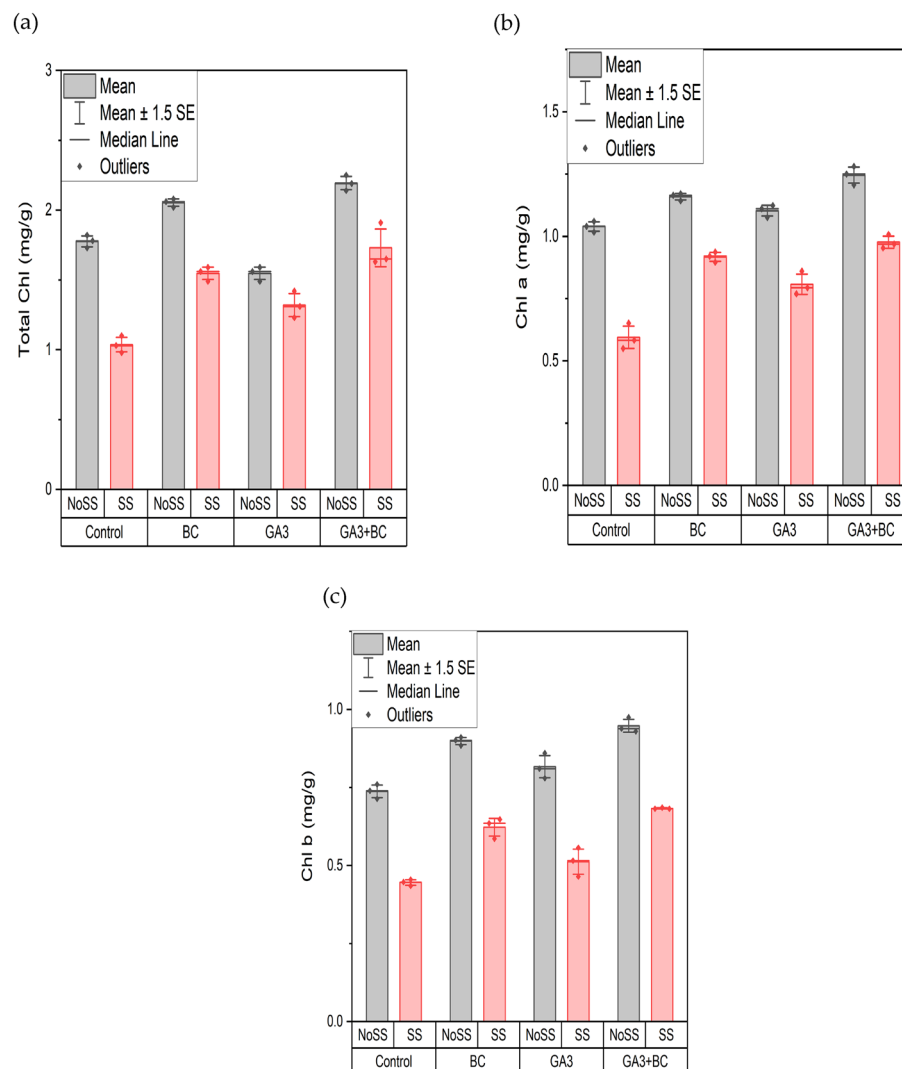 (a)
Total Chl (mg/g)
3
2
1
0
Mean
Mean ± 1.5 SE
Median Line
Outliers
NoSS SS NoSS SS NoSS SS NoSS SS
Control BC GA3 GA3+BC
(b)
Chl a (mg/g)
1.5
1.0
0.5
0.0
Mean
Mean ± 1.5 SE
Median Line
Outliers
NoSS SS NoSS SS NoSS SS NoSS SS
Control BC GA3 GA3+BC
(c)
Chl b (mg/g)
1.0
0.5
0.0
Mean
Mean ± 1.5 SE
Median Line
Outliers
NoSS SS NoSS SS NoSS SS NoSS SS
Control BC GA3 GA3+BC